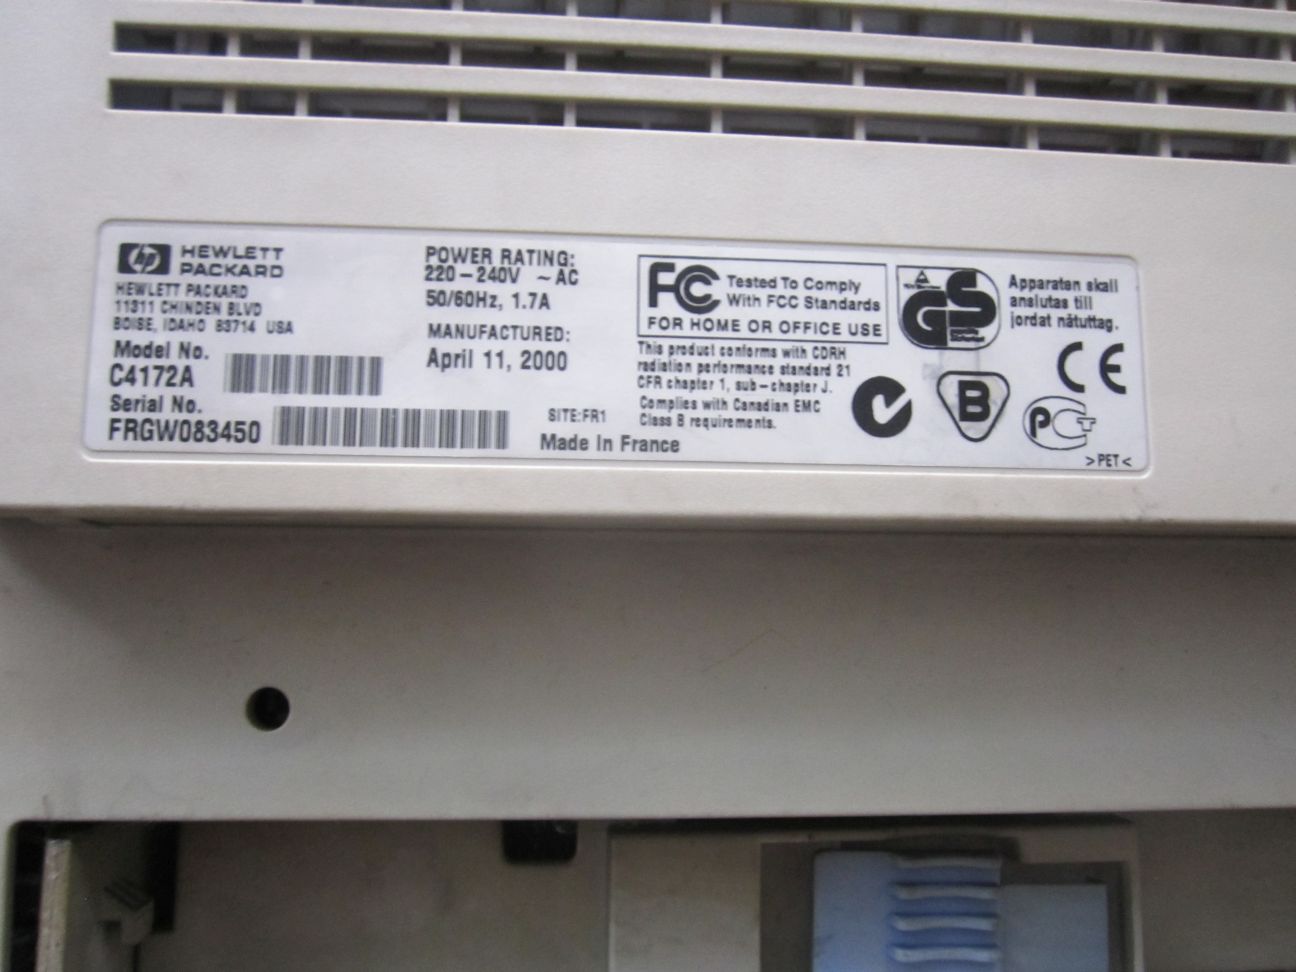 hp HEWLETT
PACKARD
HEWLETT PACKARD
11311 CHINDEN BLVD
BOISE, IDAHO 83714 USA
Model No.
C4172A
Serial No.
FRGW083450
POWER RATING:
220-240V ~ AC
50/60Hz, 1.7A
MANUFACTURED:
April 11, 2000
SITE:FR1
Made In France
FCC Tested To Comply
With FCC Standards
FOR HOME OR OFFICE USE
This product conforms with CDRH
radiation performance standard 21
CFR chapter 1, sub-chapter J.
Complies with Canadian EMC
Class B requirements.
GS
Apparaten skall
anslutas till
jordat nätuttag.
CE
B
PCT
>PET<